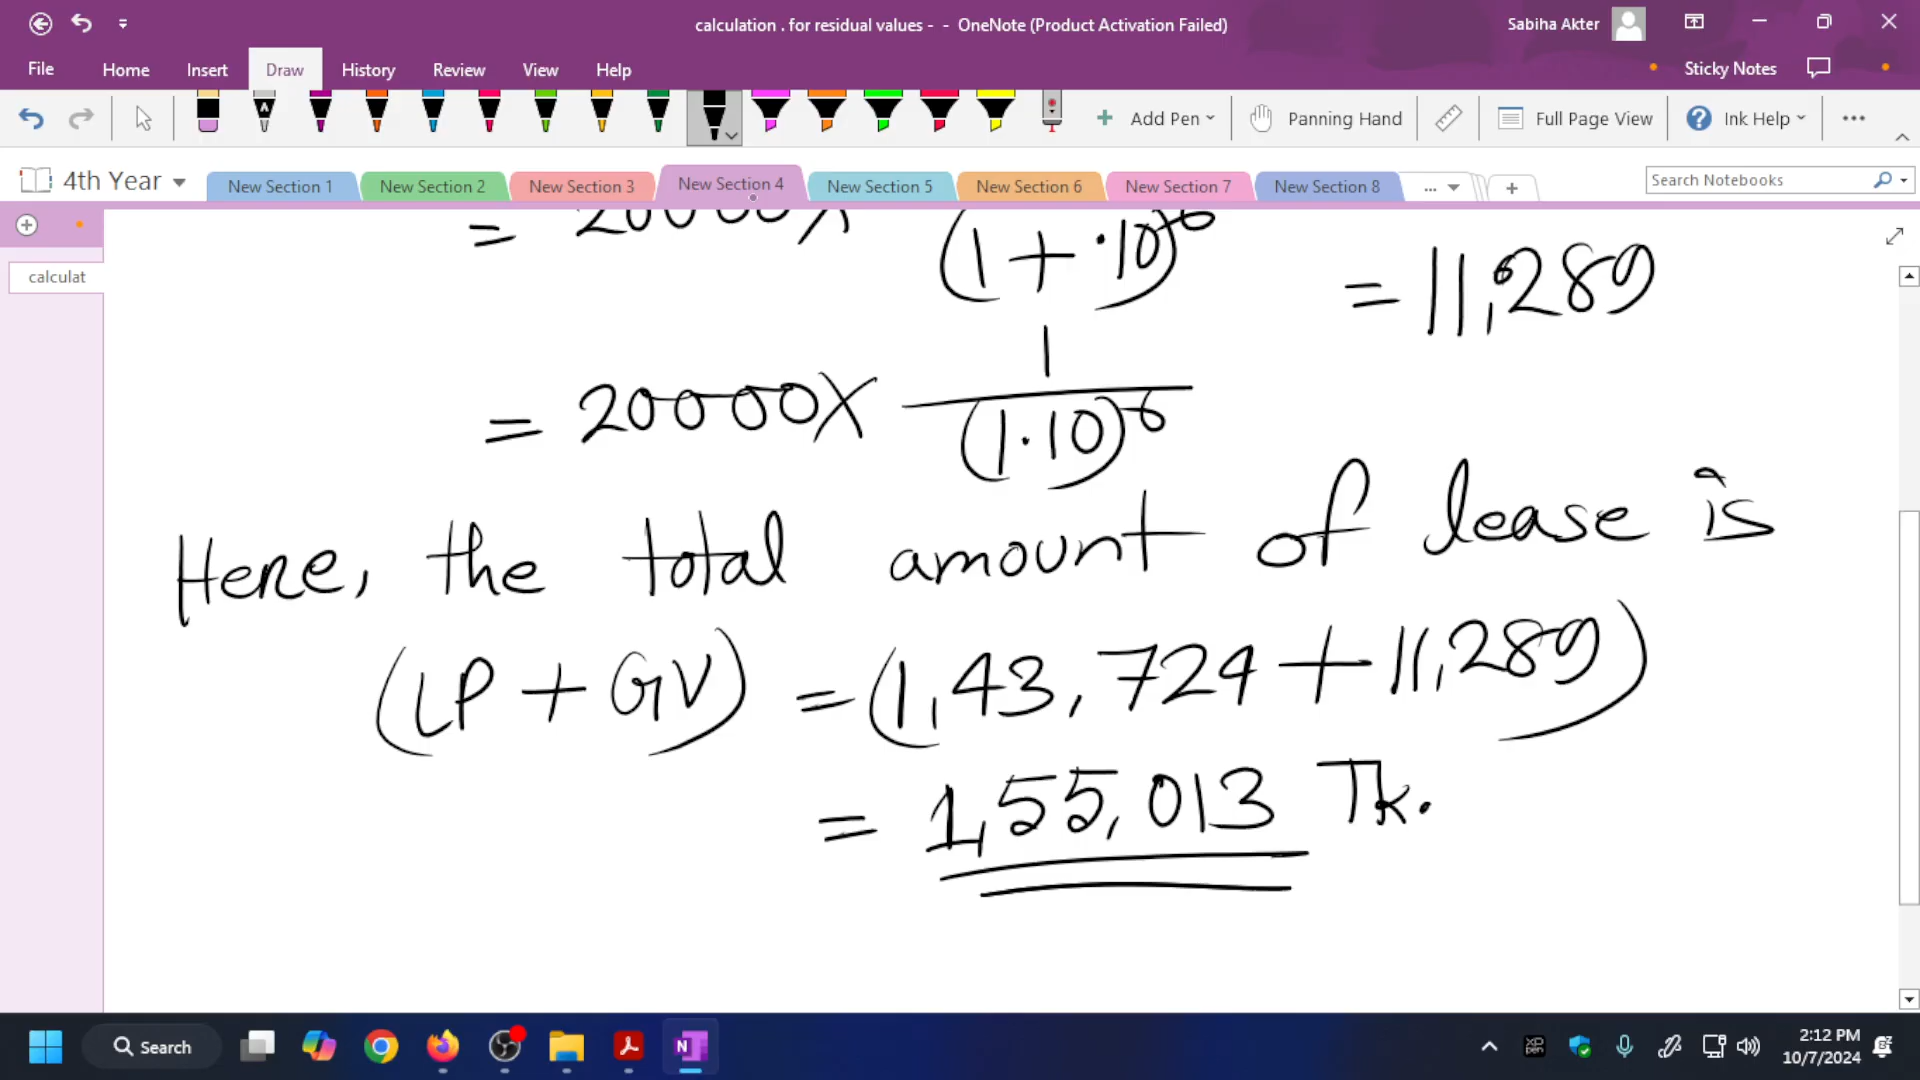 calculation . for residual values -  -  OneNote (Product Activation Failed)
Sabiha Akter
File Home Insert Draw History Review View Help
Sticky Notes
A
Add Pen
Panning Hand
Full Page View
Ink Help
4th Year
New Section 1
New Section 2
New Section 3
New Section 4
New Section 5
New Section 6
New Section 7
New Section 8
...
Search Notebooks
calculat
= 20000X
(1 + ·10)^6
= 11,289
= 20000X 1 / (1·10)^6
Here, the total amount of lease is
(LP + GV) = (1,43,724 + 11,289)
= 1,55,013 Tk.
Search
2:12 PM
10/7/2024